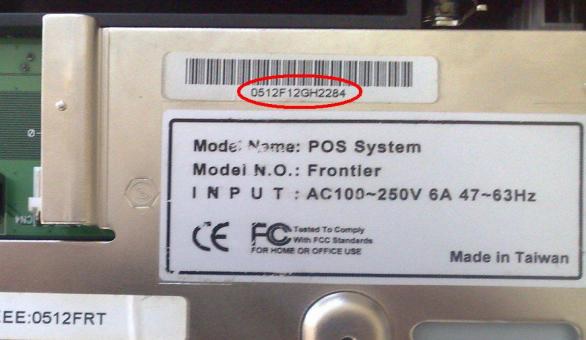 0512F12GH2284
Model Name: POS System
Model N.O.: Frontier
INPUT: AC100~250V 6A 47~63Hz
CE FC Tested To Comply
With FCC Standards
FOR HOME OR OFFICE USE
Made in Taiwan
EE:0512FRT
CN4